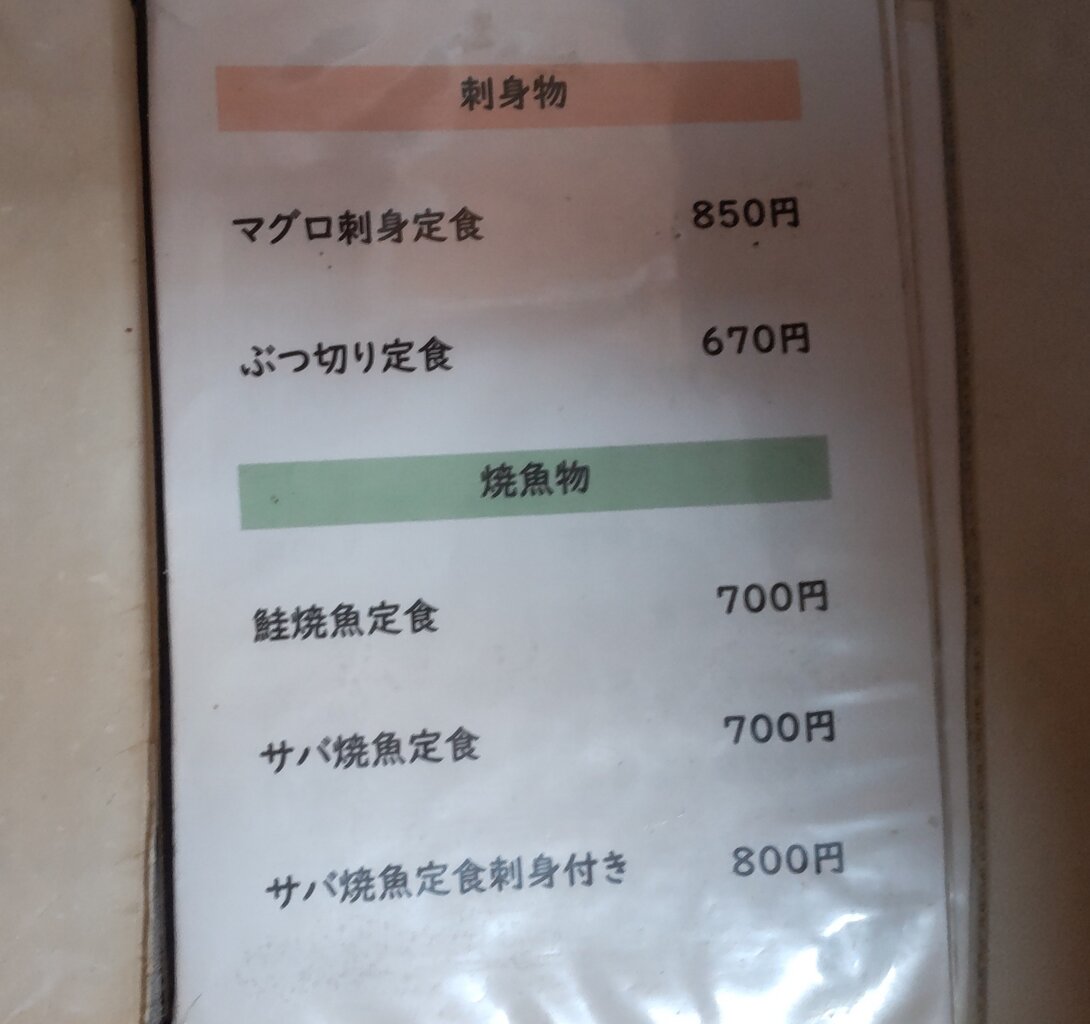 刺身物
マグロ刺身定食 850円
ぶつ切り定食 670円
焼魚物
鮭焼魚定食 700円
サバ焼魚定食 700円
サバ焼魚定食刺身付き 800円